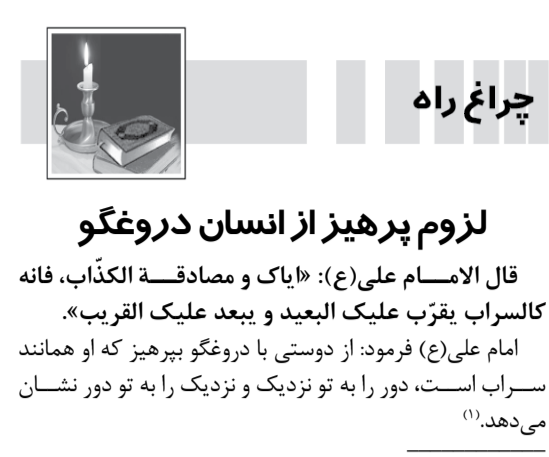 چراغ راه
لزوم پرهیز از انسان دروغگو
قال الامـــام علی(ع): «ایاک و مصادقـــة الکذّاب، فانه
کالسراب یقرّب علیک البعید و یبعد علیک القریب».
امام علی(ع) فرمود: از دوستی با دروغگو بپرهیز که او همانند
ســراب اســت، دور را به تو نزدیک و نزدیک را به تو دور نشــان
می‌دهد.(۱)